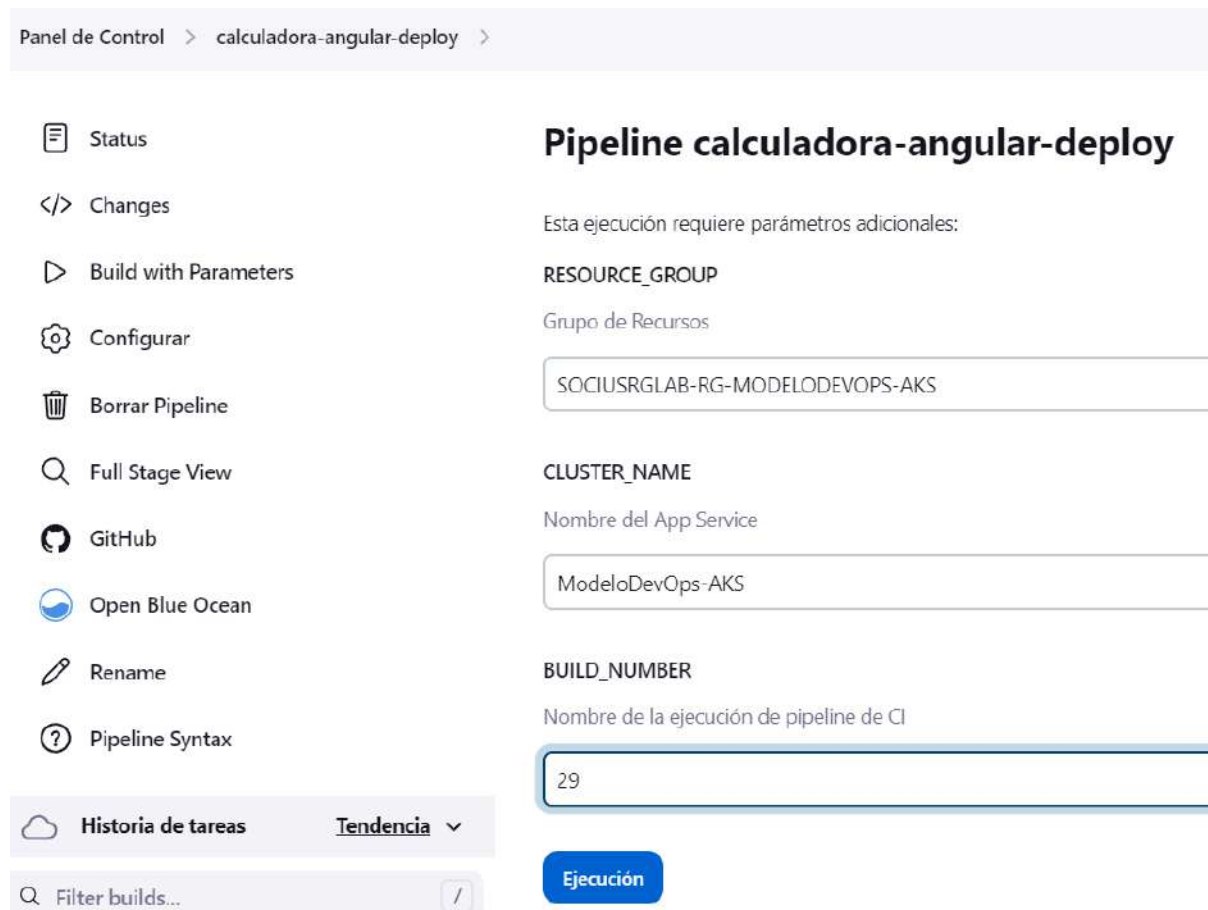 Panel de Control > calculadora-angular-deploy >
Status
</> Changes
Build with Parameters
Configurar
Borrar Pipeline
Full Stage View
GitHub
Open Blue Ocean
Rename
Pipeline Syntax
Historia de tareas Tendencia
Filter builds... /
Pipeline calculadora-angular-deploy
Esta ejecución requiere parámetros adicionales:
RESOURCE_GROUP
Grupo de Recursos
SOCIUSRGLAB-RG-MODELODEVOPS-AKS
CLUSTER_NAME
Nombre del App Service
ModeloDevOps-AKS
BUILD_NUMBER
Nombre de la ejecución de pipeline de CI
29
Ejecución